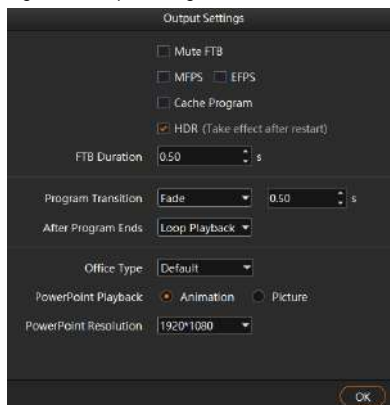 Output Settings
Mute FTB
MFPS EFPS
Cache Program
HDR (Take effect after restart)
FTB Duration 0.50 s
Program Transition Fade 0.50 s
After Program Ends Loop Playback
Office Type Default
PowerPoint Playback Animation Picture
PowerPoint Resolution 1920*1080
OK